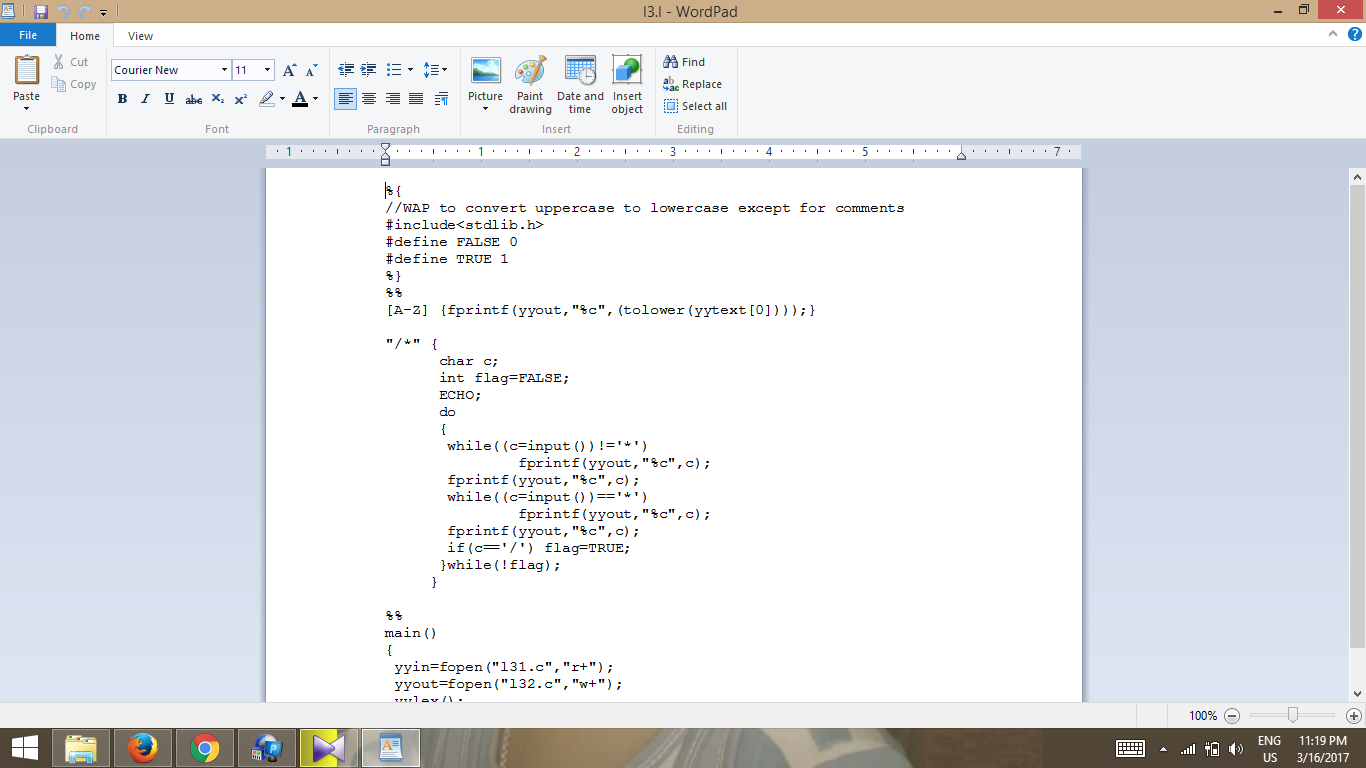 l3.l - WordPad
File Home View
Cut
Copy
Paste
Clipboard
Courier New 11 A A
B I U abc X₂ X² A
Font
Paragraph
Picture
Paint drawing
Date and time
Insert object
Insert
Find
Replace
Select all
Editing
1 1 2 3 4 5 7
%{
//WAP to convert uppercase to lowercase except for comments
#include<stdlib.h>
#define FALSE 0
#define TRUE 1
%}
%%
[A-Z] {fprintf(yyout,"%c",(tolower(yytext[0])));}
"/*" {
char c;
int flag=FALSE;
ECHO;
do
{
while((c=input())!='*')
fprintf(yyout,"%c",c);
fprintf(yyout,"%c",c);
while((c=input())=='*')
fprintf(yyout,"%c",c);
fprintf(yyout,"%c",c);
if(c=='/') flag=TRUE;
}while(!flag);
}
%%
main()
{
yyin=fopen("l31.c","r+");
yyout=fopen("l32.c","w+");
yylex();
100%
ENG
US
11:19 PM
3/16/2017